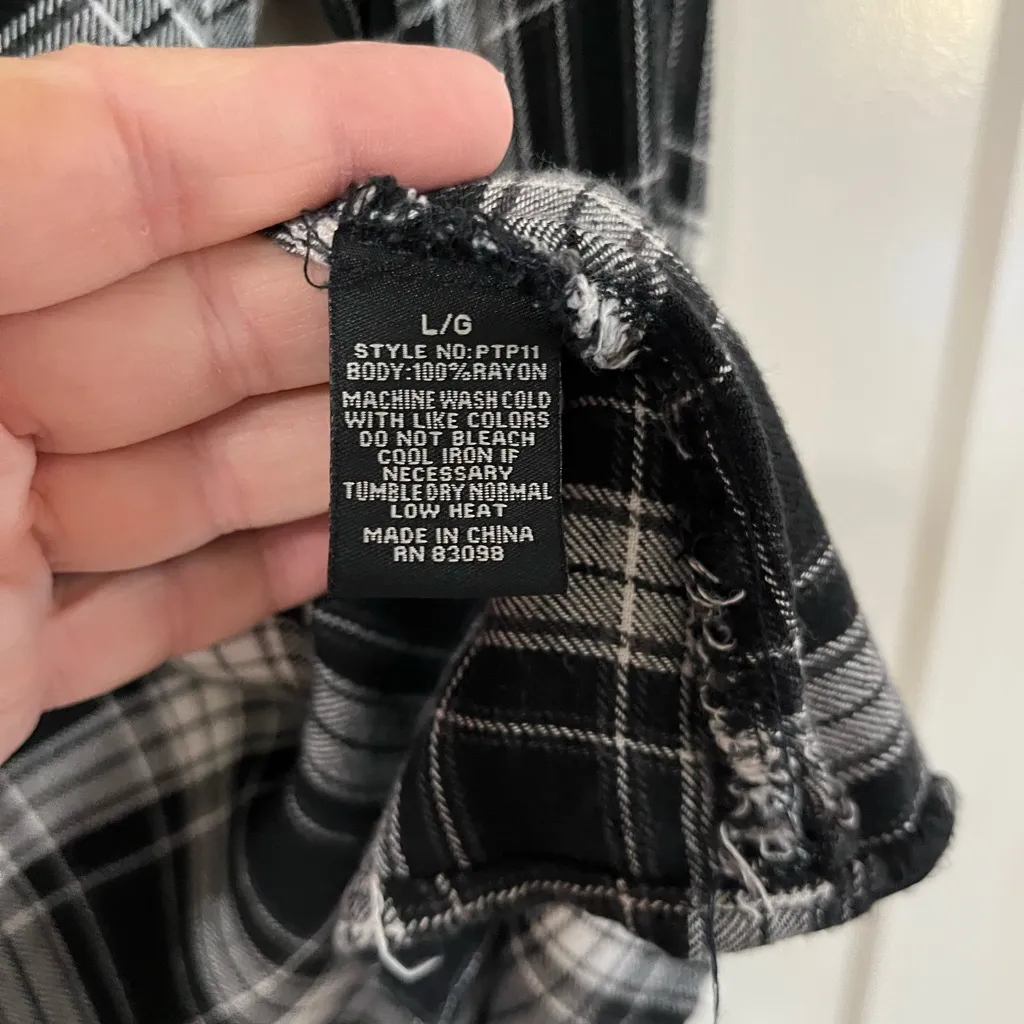 L/G
STYLE NO:PTP11
BODY:100%RAYON
MACHINE WASH COLD
WITH LIKE COLORS
DO NOT BLEACH
COOL IRON IF
NECESSARY
TUMBLE DRY NORMAL
LOW HEAT
MADE IN CHINA
RN 83098